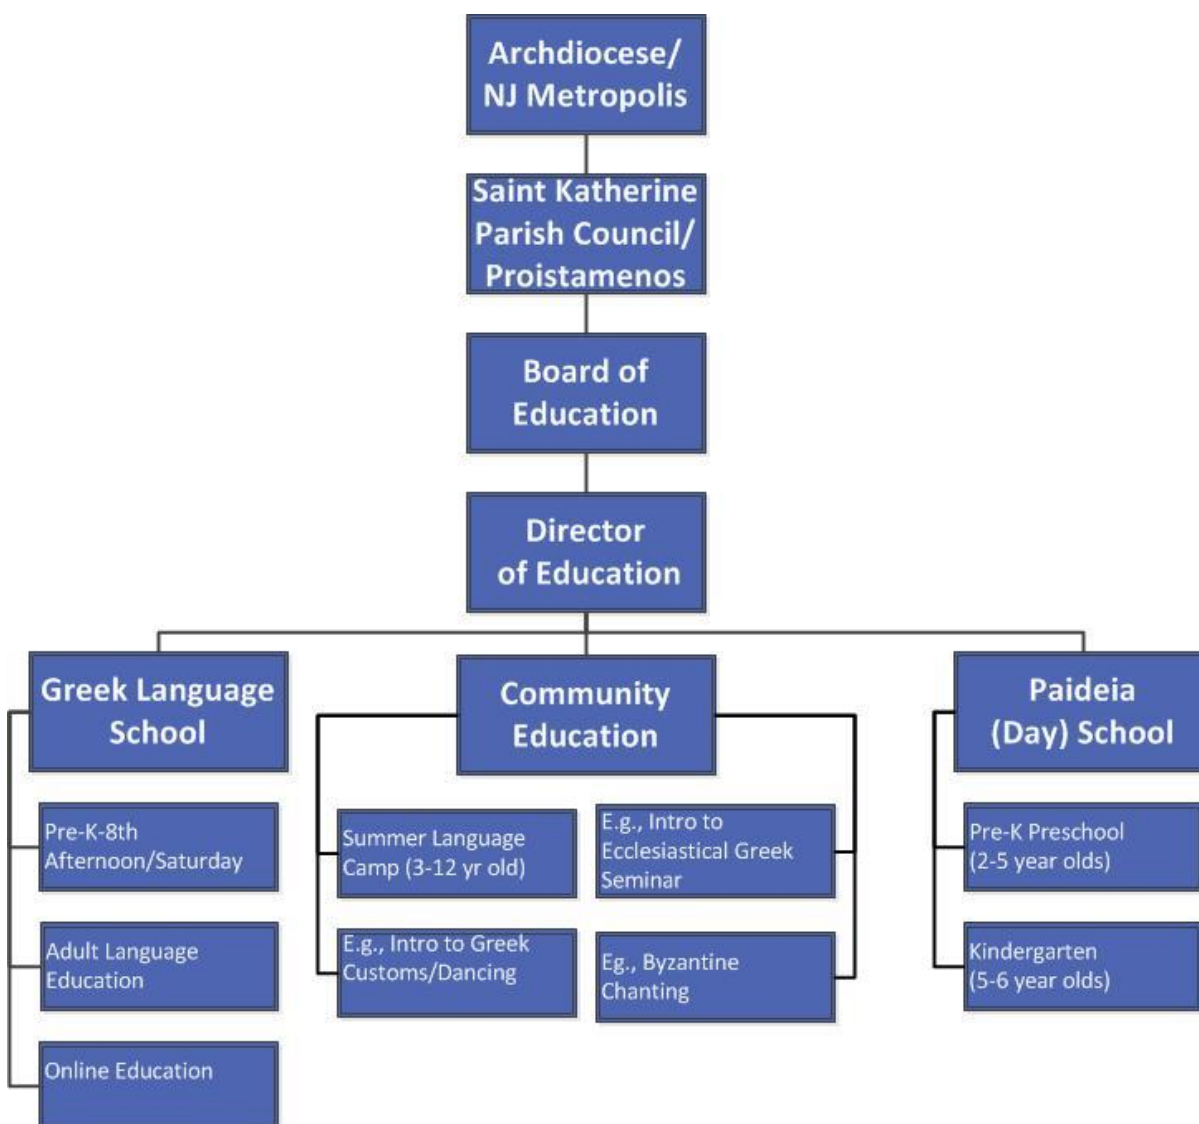 Archdiocese/
NJ Metropolis
Saint Katherine
Parish Council/
Proistamenos
Board of
Education
Director
of Education
Greek Language
School
Pre-K-8th
Afternoon/Saturday
Adult Language
Education
Online Education
Community
Education
Summer Language
Camp (3-12 yr old)
E.g., Intro to Greek
Customs/Dancing
E.g., Intro to
Ecclesiastical Greek
Seminar
Eg., Byzantine
Chanting
Paideia
(Day) School
Pre-K Preschool
(2-5 year olds)
Kindergarten
(5-6 year olds)